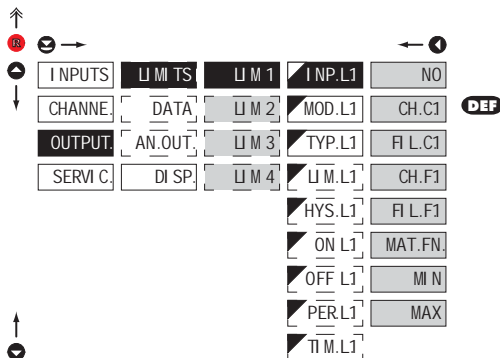 R
INPUTS LIMITS LIM 1 INP.L1 NO
CHANNE. DATA LIM 2 MOD.L1 CH.C1 DEF
OUTPUT. AN.OUT. LIM 3 TYP.L1 FIL.C1
SERVIC. DISP. LIM 4 LIM.L1 CH.F1
HYS.L1 FIL.F1
ON L1 MAT.FN.
OFF L1 MIN
PER.L1 MAX
TIM.L1